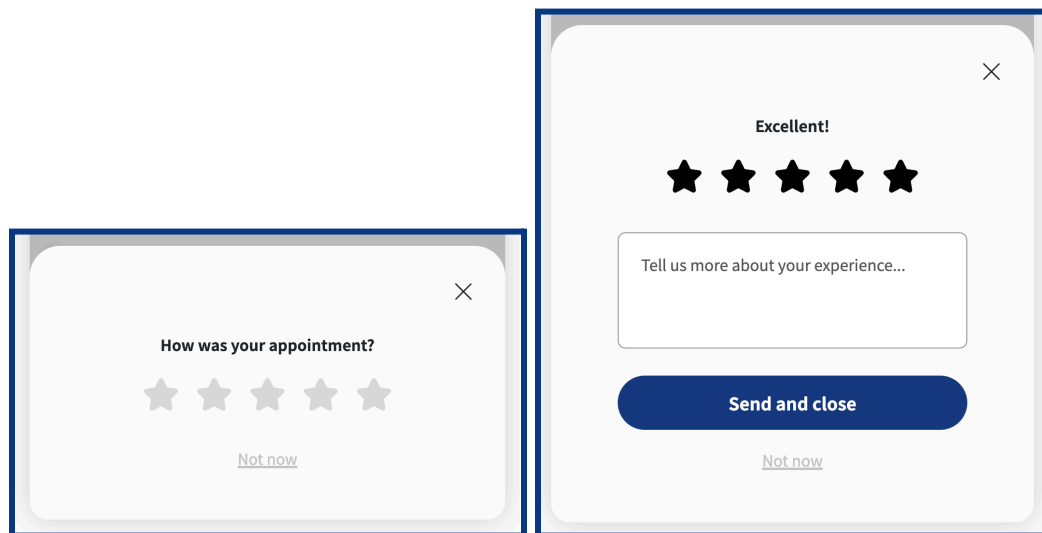 How was your appointment?
Not now
Excellent!
Tell us more about your experience...
Send and close
Not now